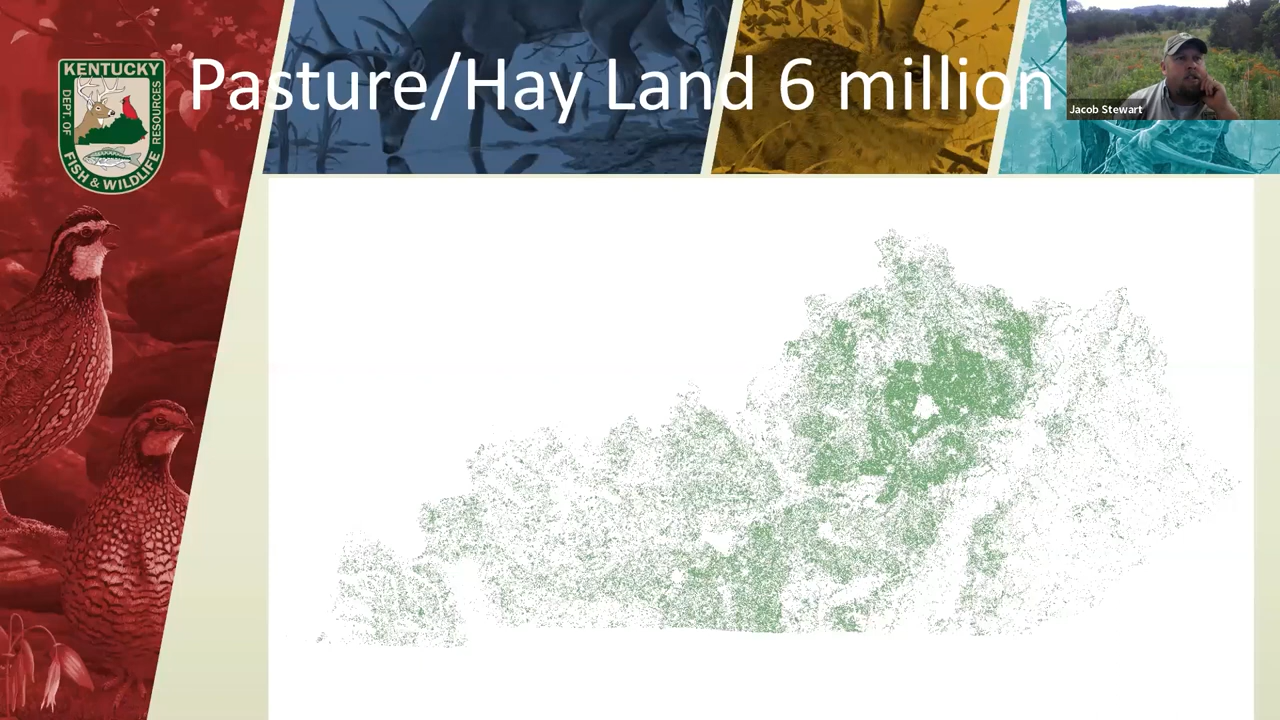 Pasture/Hay Land 6 million
KENTUCKY
DEPT. OF
FISH & WILDLIFE
RESOURCES
Jacob Stewart